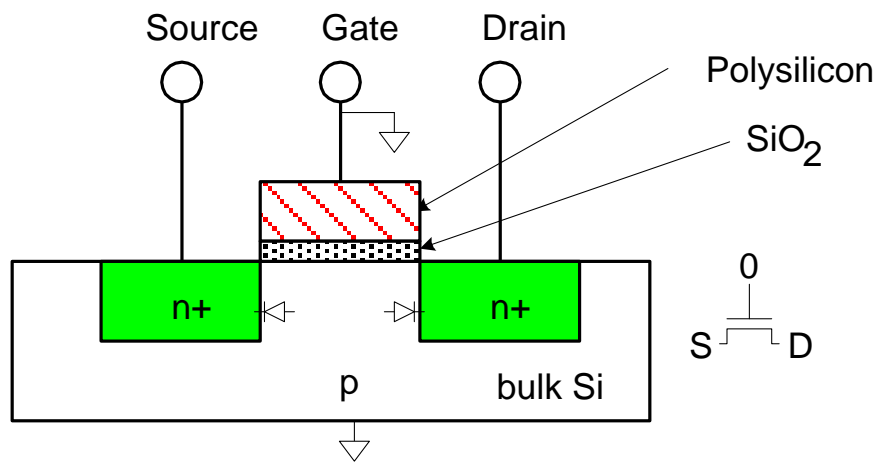 Source
Gate
Drain
Polysilicon
SiO2
n+
n+
0
S
D
p
bulk Si